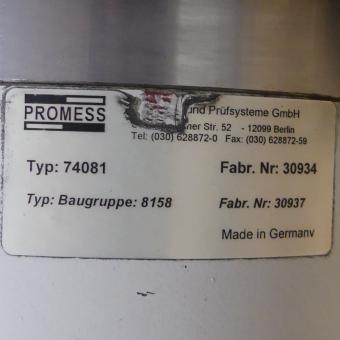 PROMESS
und Prüfsysteme GmbH
Str. 52 - 12099 Berlin
Tel: (030) 628872-0 Fax: (030) 628872-59
Typ: 74081 Fabr. Nr: 30934
Typ: Baugruppe: 8158 Fabr. Nr: 30937
Made in Germany